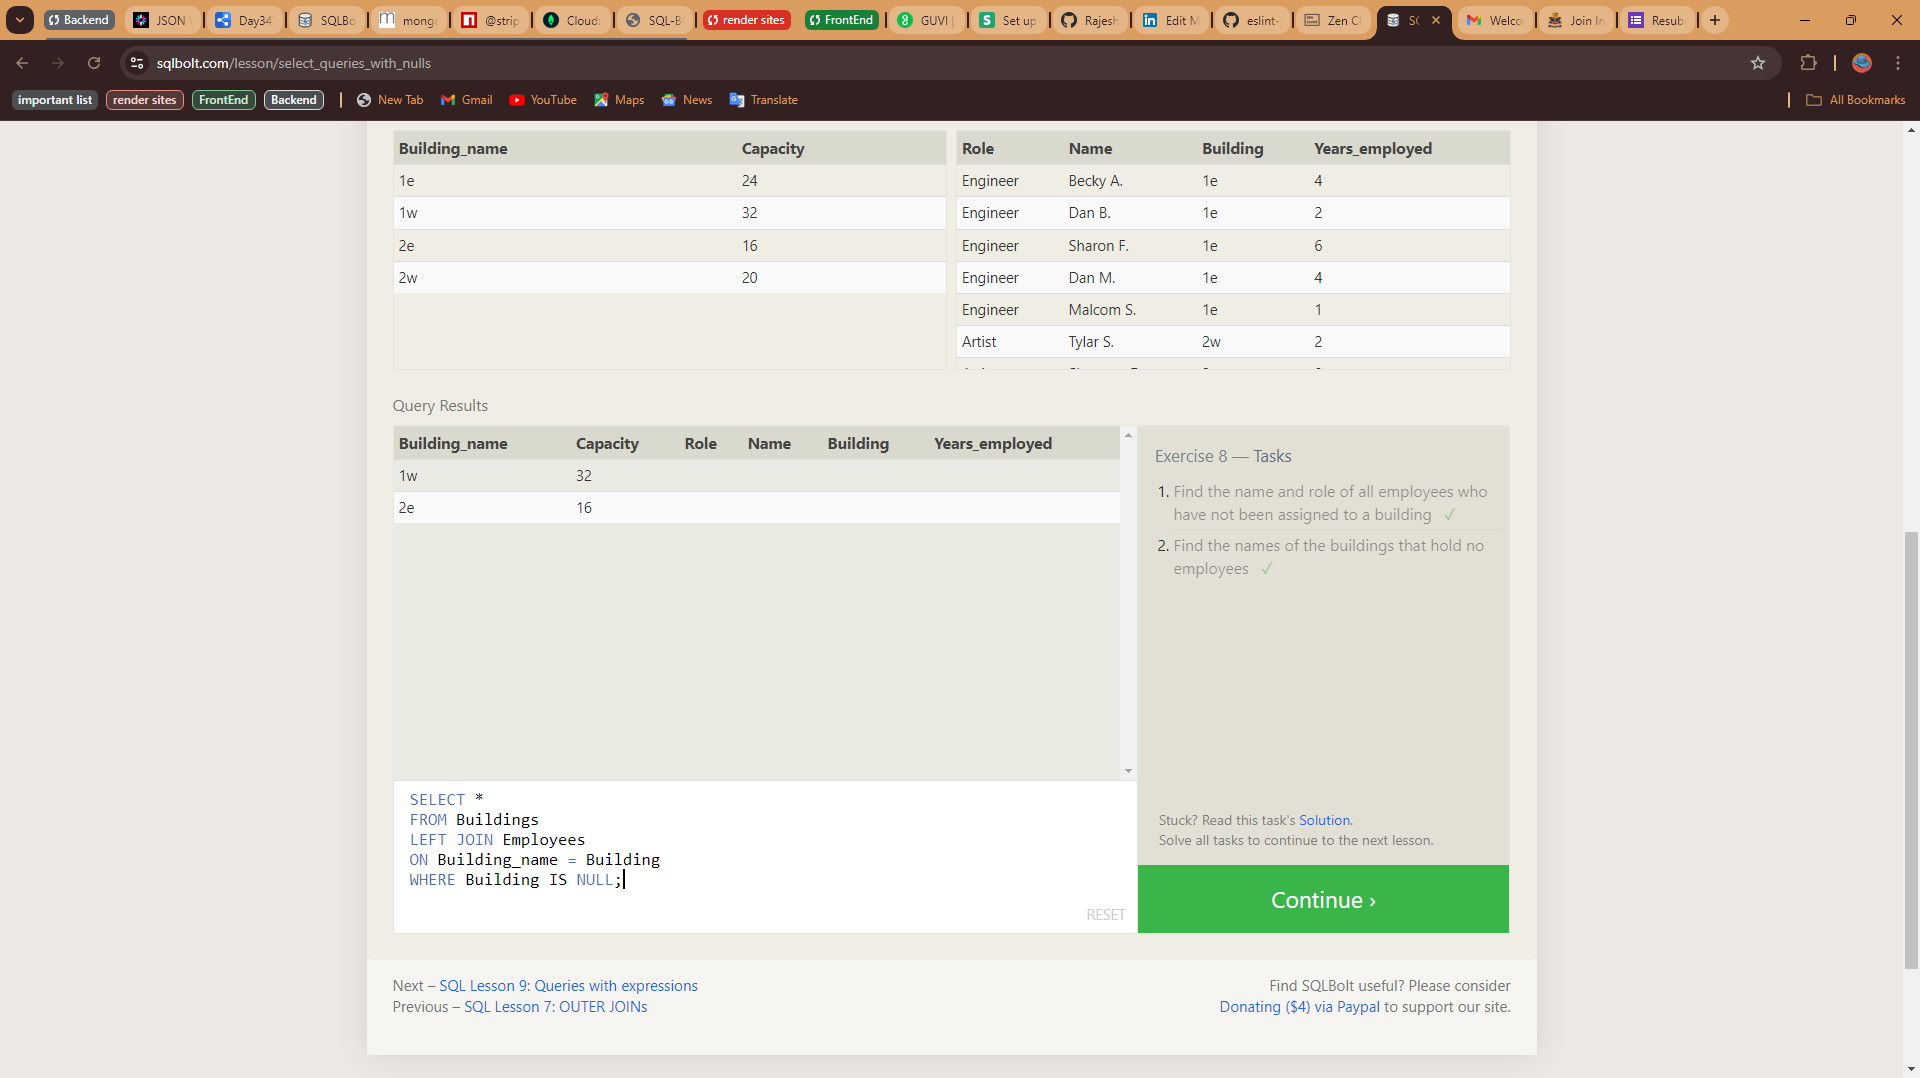 Backend
JSON
Day34
SQLBo
mong
@strip
Cloud
SQL-B
render sites
FrontEnd
GUVI
Set up
Rajesh
Edit M
eslint-
Zen Cl
Welco
Join In
Resub
sqlbolt.com/lesson/select_queries_with_nulls
important list
render sites
FrontEnd
Backend
New Tab
Gmail
YouTube
Maps
News
Translate
All Bookmarks
Building_name Capacity
1e 24
1w 32
2e 16
2w 20
Role Name Building Years_employed
Engineer Becky A. 1e 4
Engineer Dan B. 1e 2
Engineer Sharon F. 1e 6
Engineer Dan M. 1e 4
Engineer Malcom S. 1e 1
Artist Tylar S. 2w 2
Query Results
Building_name Capacity Role Name Building Years_employed
1w 32
2e 16
Exercise 8 — Tasks
1. Find the name and role of all employees who
have not been assigned to a building ✓
2. Find the names of the buildings that hold no
employees ✓
SELECT *
FROM Buildings
LEFT JOIN Employees
ON Building_name = Building
WHERE Building IS NULL;
RESET
Stuck? Read this task's Solution.
Solve all tasks to continue to the next lesson.
Continue ›
Next – SQL Lesson 9: Queries with expressions
Previous – SQL Lesson 7: OUTER JOINs
Find SQLBolt useful? Please consider
Donating ($4) via Paypal to support our site.